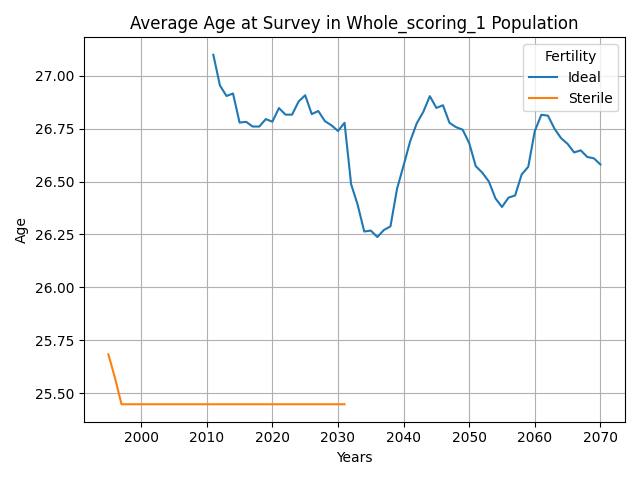 Average Age at Survey in Whole_scoring_1 Population
Fertility
Ideal
Sterile
Age
27.00
26.75
26.50
26.25
26.00
25.75
25.50
2000 2010 2020 2030 2040 2050 2060 2070
Years